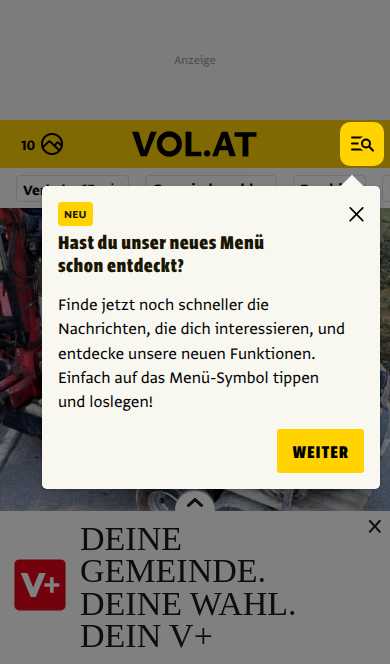 Anzeige
10
VOL.AT
NEU
Hast du unser neues Menü
schon entdeckt?
Finde jetzt noch schneller die
Nachrichten, die dich interessieren, und
entdecke unsere neuen Funktionen.
Einfach auf das Menü-Symbol tippen
und loslegen!
WEITER
V+
DEINE
GEMEINDE.
DEINE WAHL.
DEIN V+